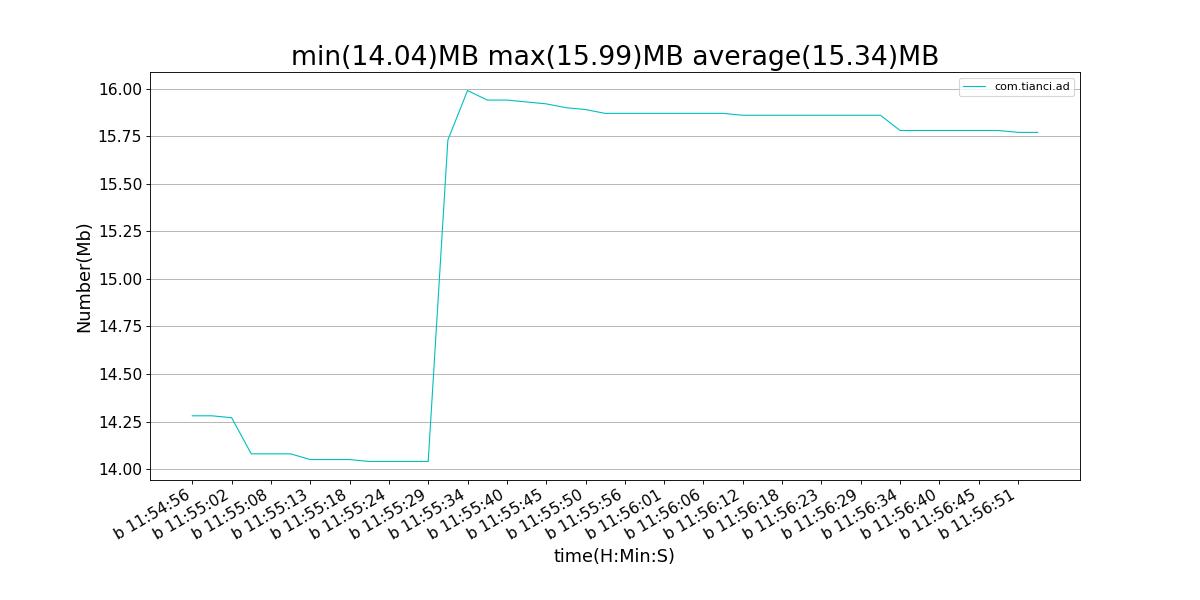 min(14.04)MB max(15.99)MB average(15.34)MB
com.tianci.ad
16.00
15.75
15.50
15.25
15.00
14.75
14.50
14.25
14.00
Number(Mb)
b 11:54:56
b 11:55:02
b 11:55:08
b 11:55:13
b 11:55:18
b 11:55:24
b 11:55:29
b 11:55:34
b 11:55:40
b 11:55:45
b 11:55:50
b 11:55:56
b 11:56:01
b 11:56:06
b 11:56:12
b 11:56:18
b 11:56:23
b 11:56:29
b 11:56:34
b 11:56:40
b 11:56:45
b 11:56:51
time(H:Min:S)